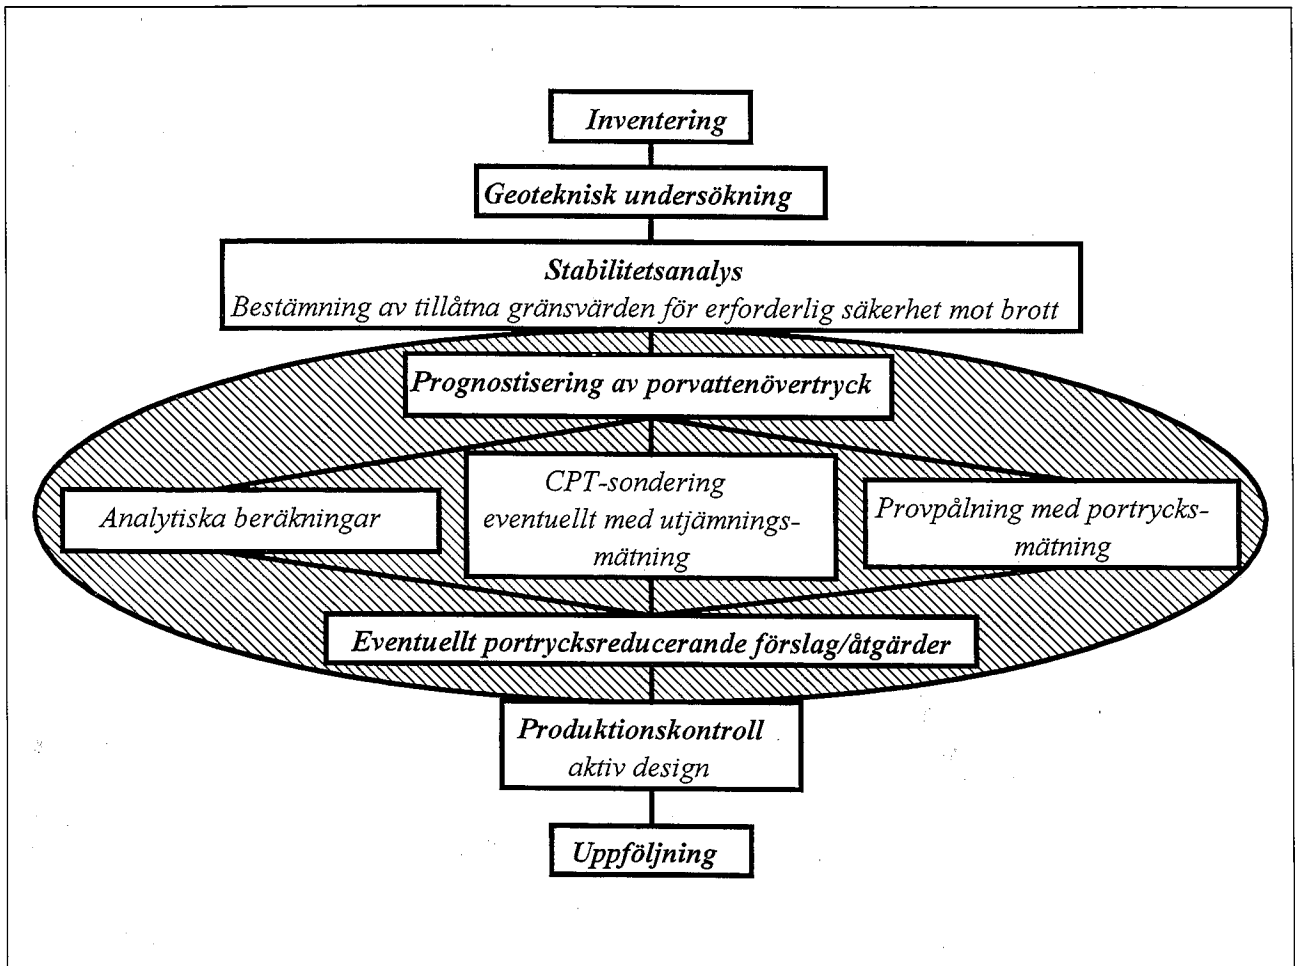 Inventering
Geoteknisk undersökning
Stabilitetsanalys
Bestämning av tillåtna gränsvärden för erforderlig säkerhet mot brott
Prognostisering av porvattenövertryck
Analytiska beräkningar
CPT-sondering
eventuellt med utjämnings-
mätning
Provpålning med portrycks-
mätning
Eventuellt portrycksreducerande förslag/åtgärder
Produktionskontroll
aktiv design
Uppföljning